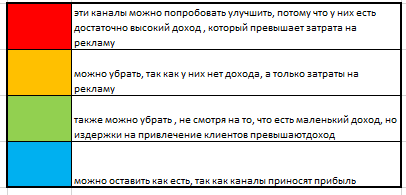 эти каналы можно попробовать улучшить, потому что у них есть
достаточно высокий доход , который превышает затрата на
рекламу
можно убрать, так как у них нет дохода, а только затраты на
рекламу
также можно убрать , не смотря на то, что есть маленький доход, но
издержки на привлечение клиентов превышаютдоход
можно оставить как есть, так как каналы приносят прибыль